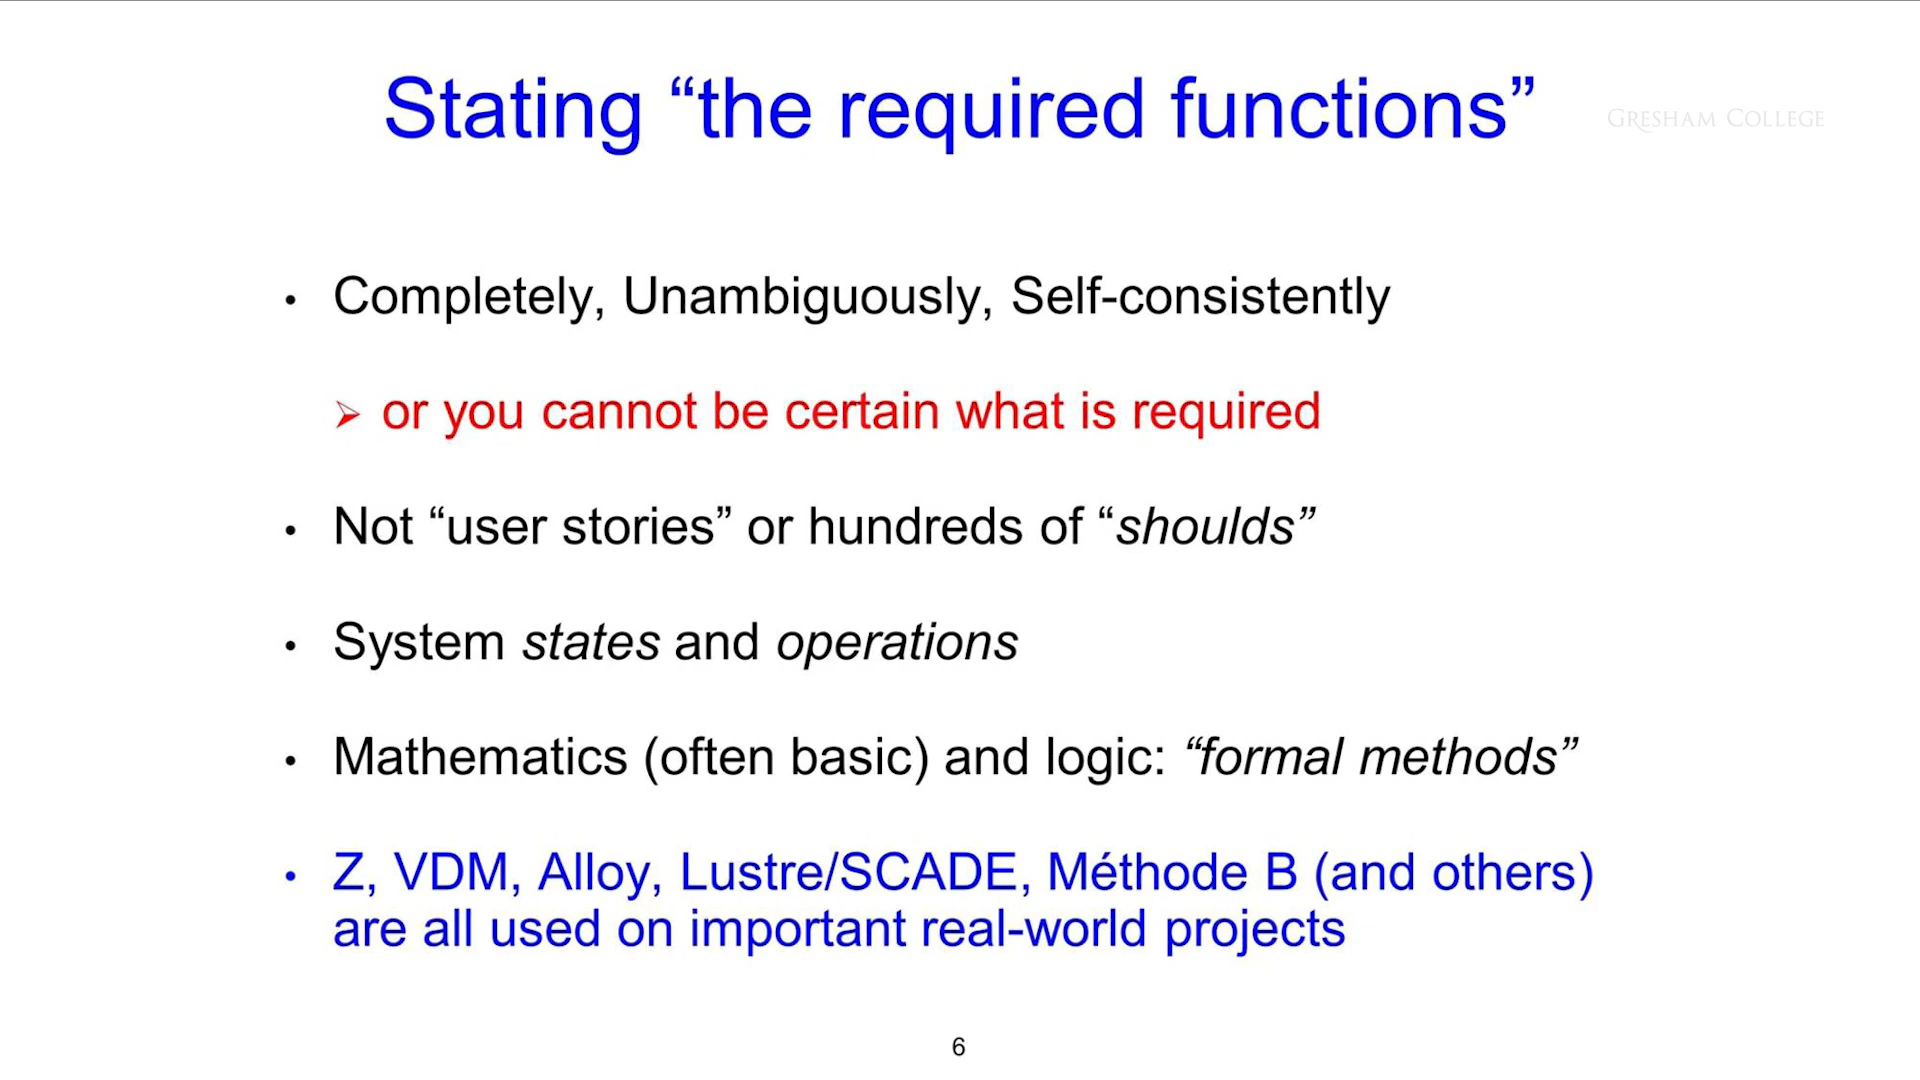 Stating “the required functions”
GRESHAM COLLEGE
• Completely, Unambiguously, Self-consistently
➢ or you cannot be certain what is required
• Not “user stories” or hundreds of “shoulds”
• System states and operations
• Mathematics (often basic) and logic: “formal methods”
• Z, VDM, Alloy, Lustre/SCADE, Méthode B (and others)
are all used on important real-world projects
6